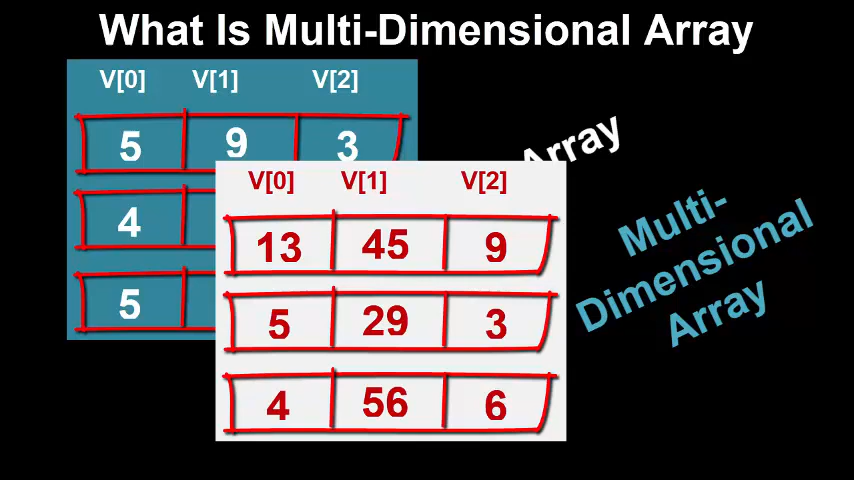 What Is Multi-Dimensional Array
V[0] V[1] V[2]
5 9 3
4
5
V[0] V[1] V[2]
13 45 9
5 29 3
4 56 6
Array
Multi-
Dimensional
Array